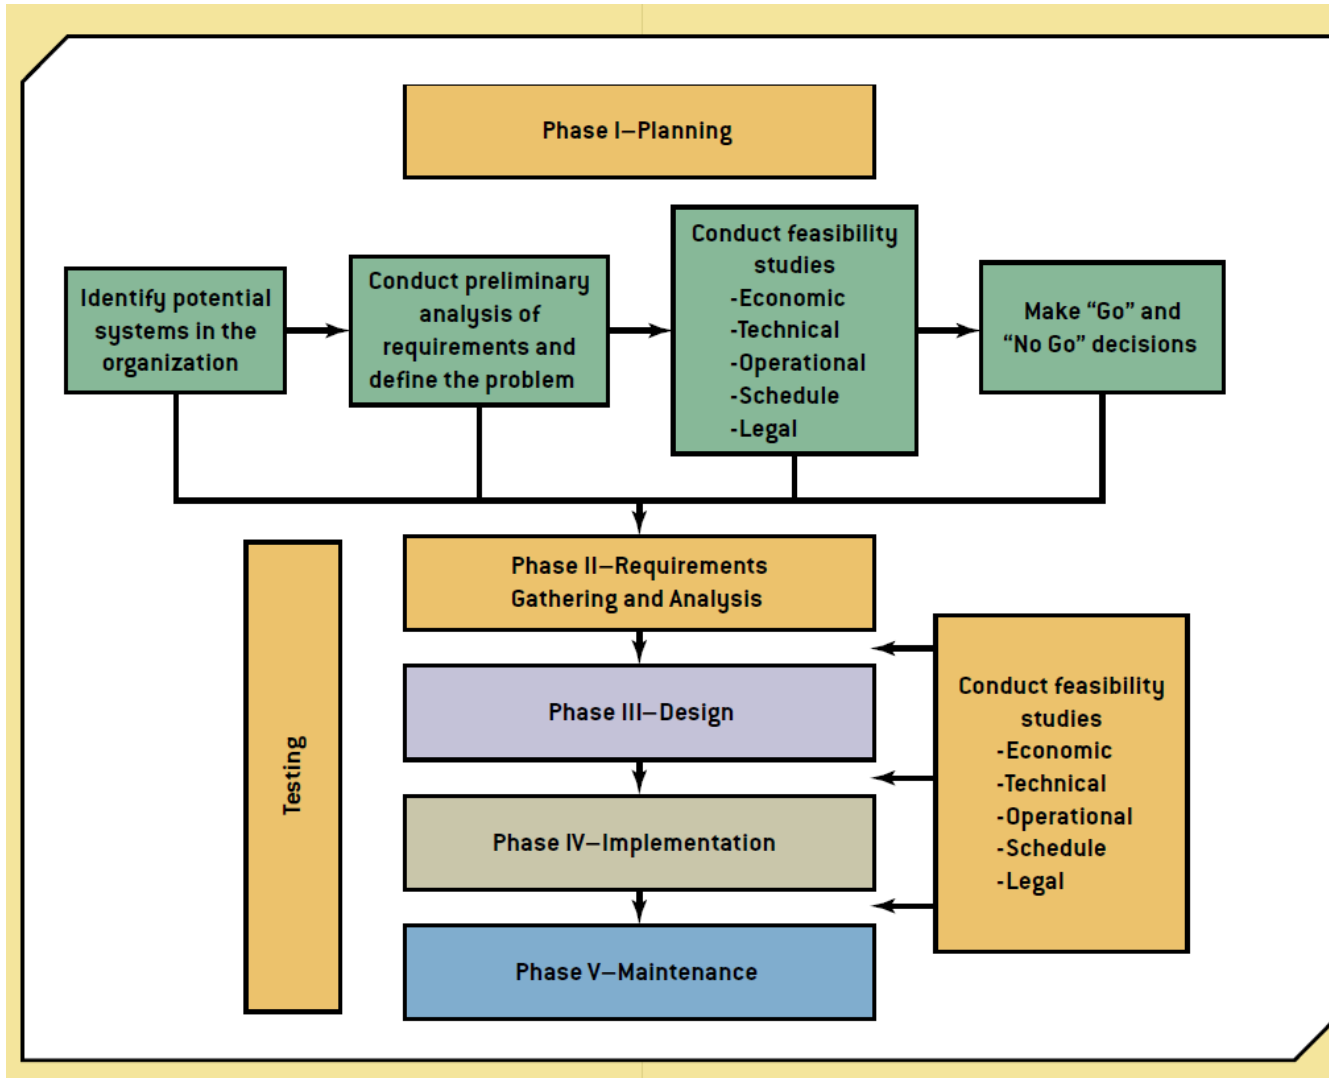 Phase I–Planning
Identify potential
systems in the
organization
Conduct preliminary
analysis of
requirements and
define the problem
Conduct feasibility
studies
-Economic
-Technical
-Operational
-Schedule
-Legal
Make “Go” and
“No Go” decisions
Testing
Phase II–Requirements
Gathering and Analysis
Phase III–Design
Phase IV–Implementation
Phase V–Maintenance
Conduct feasibility
studies
-Economic
-Technical
-Operational
-Schedule
-Legal